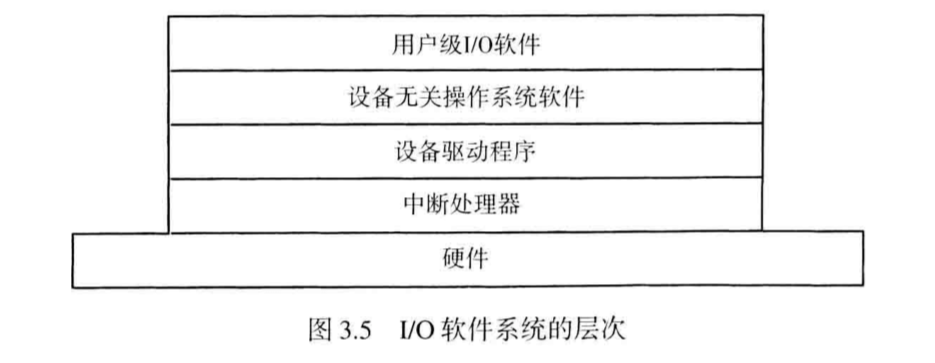 用户级I/O软件
设备无关操作系统软件
设备驱动程序
中断处理器
硬件
图 3.5 I/O 软件系统的层次